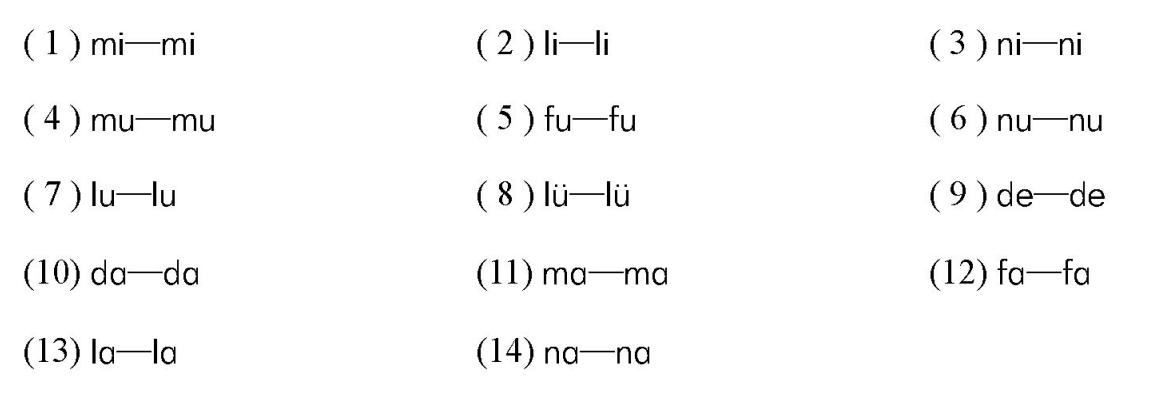 ( 1 ) mi—mi ( 2 ) li—li ( 3 ) ni—ni
( 4 ) mu—mu ( 5 ) fu—fu ( 6 ) nu—nu
( 7 ) lu—lu ( 8 ) lü—lü ( 9 ) de—de
(10) da—da (11) ma—ma (12) fa—fa
(13) la—la (14) na—na